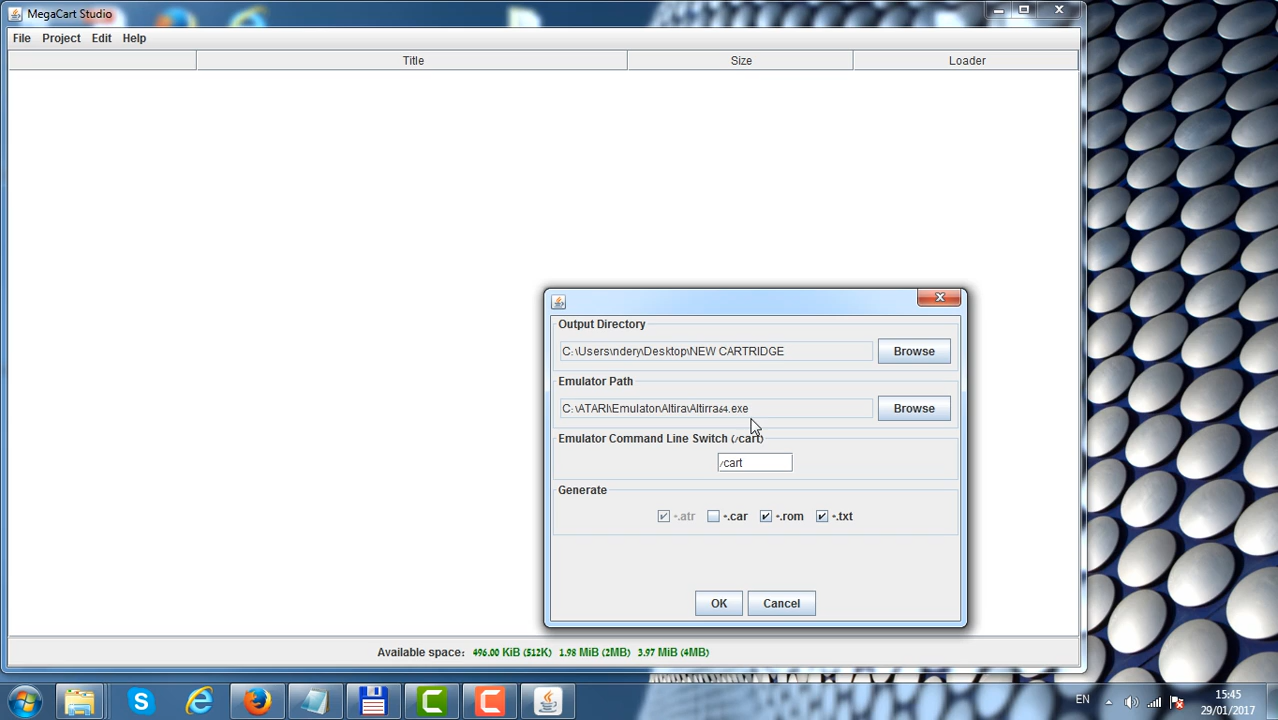 MegaCart Studio
File Project Edit Help
Title Size Loader
Output Directory
C:\Users\ndery\Desktop\NEW CARTRIDGE Browse
Emulator Path
C:\ATARI\Emulator\Altira\Altirra64.exe Browse
Emulator Command Line Switch (/cart)
/cart
Generate
*.atr *.car *.rom *.txt
OK Cancel
Available space: 496.00 KiB (512K) 1.98 MiB (2MB) 3.97 MiB (4MB)
EN 15:45
29/01/2017